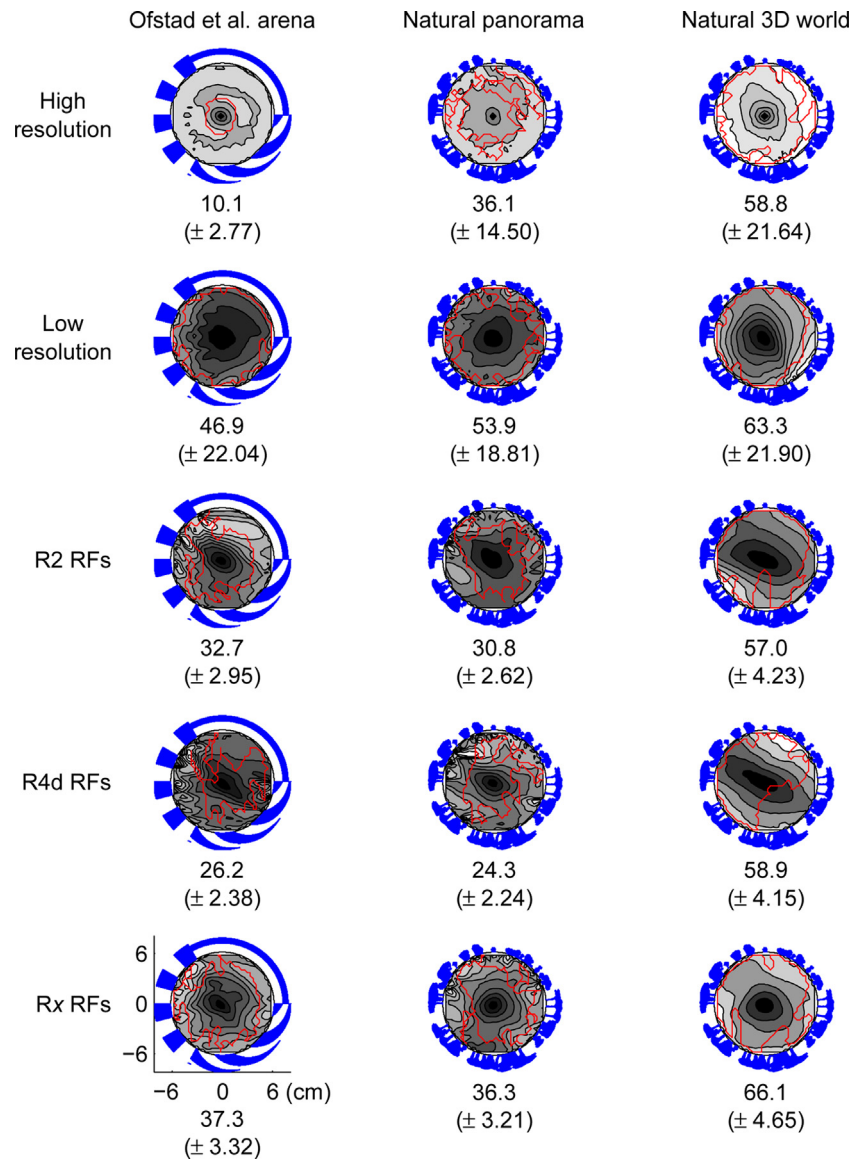 Ofstad et al. arena Natural panorama Natural 3D world
High
resolution
10.1 36.1 58.8
(± 2.77) (± 14.50) (± 21.64)
Low
resolution
46.9 53.9 63.3
(± 22.04) (± 18.81) (± 21.90)
R2 RFs
32.7 30.8 57.0
(± 2.95) (± 2.62) (± 4.23)
R4d RFs
26.2 24.3 58.9
(± 2.38) (± 2.24) (± 4.15)
6
Rx RFs 0
−6
−6 0 6 (cm)
37.3 36.3 66.1
(± 3.32) (± 3.21) (± 4.65)